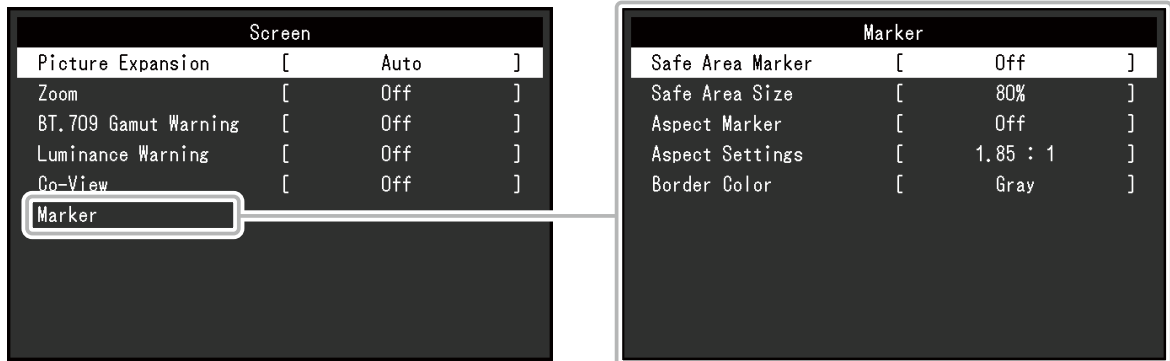 Screen
Picture Expansion [ Auto ]
Zoom [ Off ]
BT.709 Gamut Warning [ Off ]
Luminance Warning [ Off ]
Co-View [ Off ]
Marker
Marker
Safe Area Marker [ Off ]
Safe Area Size [ 80% ]
Aspect Marker [ Off ]
Aspect Settings [ 1.85 : 1 ]
Border Color [ Gray ]